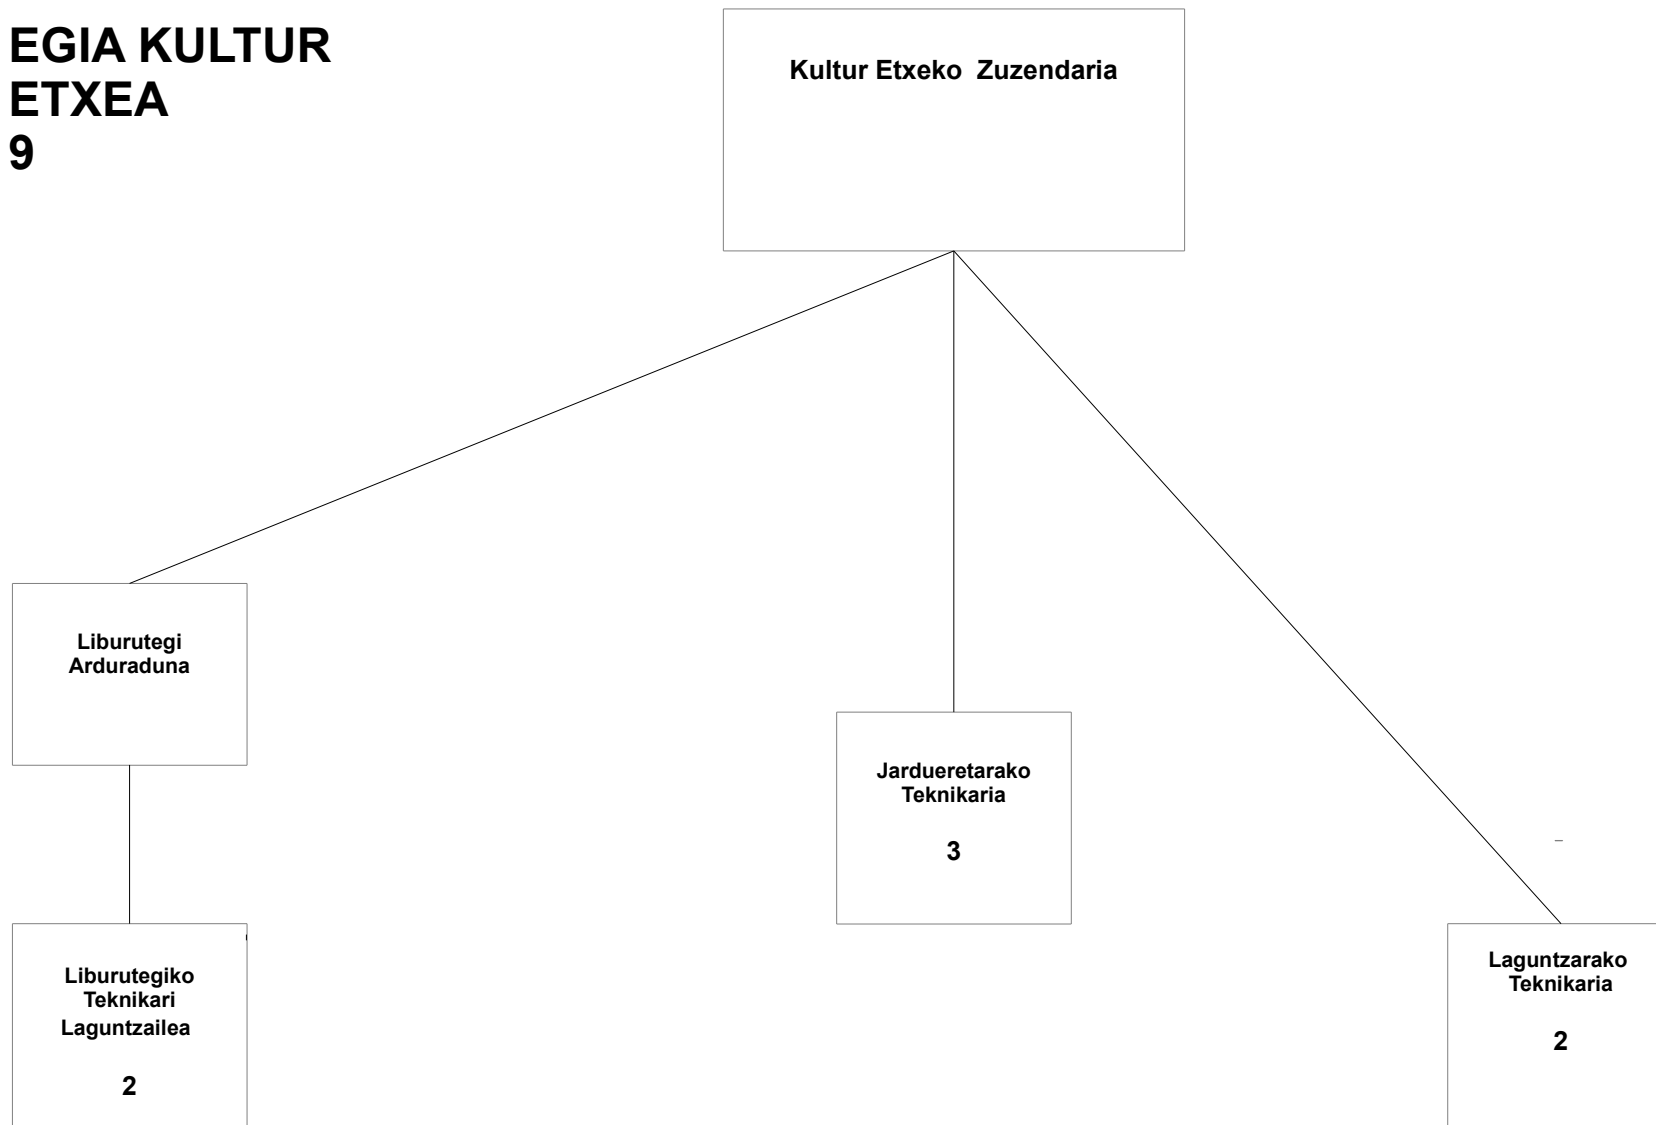 EGIA KULTUR
ETXEA
9
Kultur Etxeko  Zuzendaria
Liburutegi
Arduraduna
Jardueretarako
Teknikaria
3
Liburutegiko
Teknikari
Laguntzailea
2
Laguntzarako
Teknikaria
2